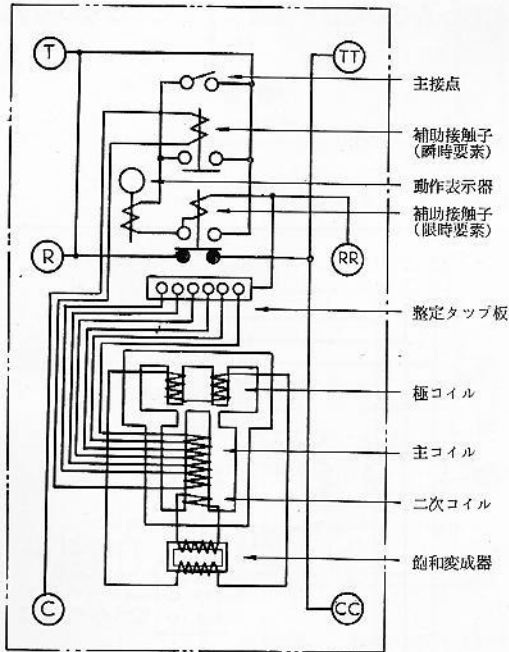 T
TT
主接点
補助接触子
(瞬時要素)
動作表示器
補助接触子
(限時要素)
R
RR
整定タップ板
極コイル
主コイル
二次コイル
飽和変成器
C
CC